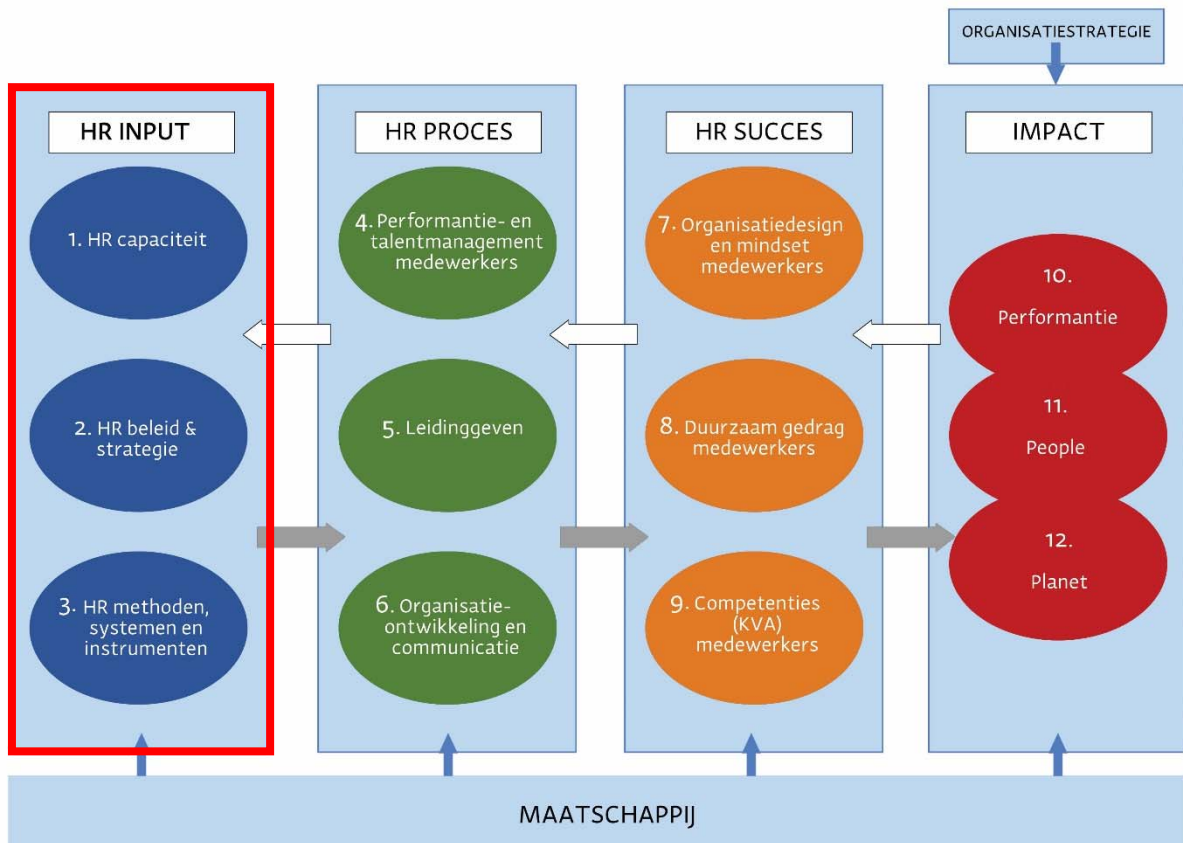 ORGANISATIESTRATEGIE
HR INPUT
1. HR capaciteit
2. HR beleid &
strategie
3. HR methoden,
systemen en
instrumenten
HR PROCES
4. Performantie- en
talentmanagement
medewerkers
5. Leidinggeven
6. Organisatie-
ontwikkeling en
communicatie
HR SUCCES
7. Organisatiedesign
en mindset
medewerkers
8. Duurzaam gedrag
medewerkers
9. Competenties
(KVA)
medewerkers
IMPACT
10.
Performantie
11.
People
12.
Planet
MAATSCHAPPIJ